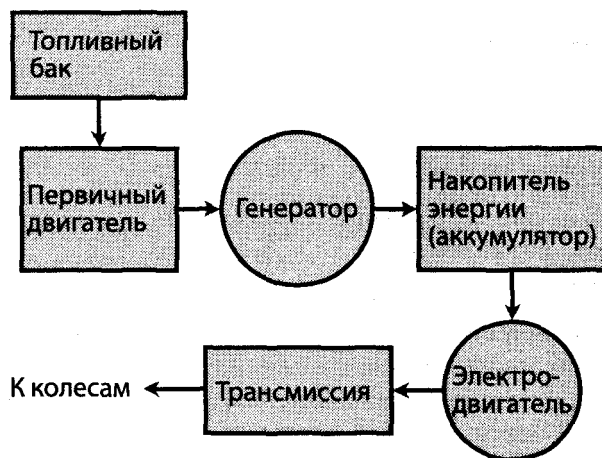 Топливный
бак
Первичный
двигатель
Генератор
Накопитель
энергии
(аккумулятор)
Электро-
двигатель
Трансмиссия
К колесам